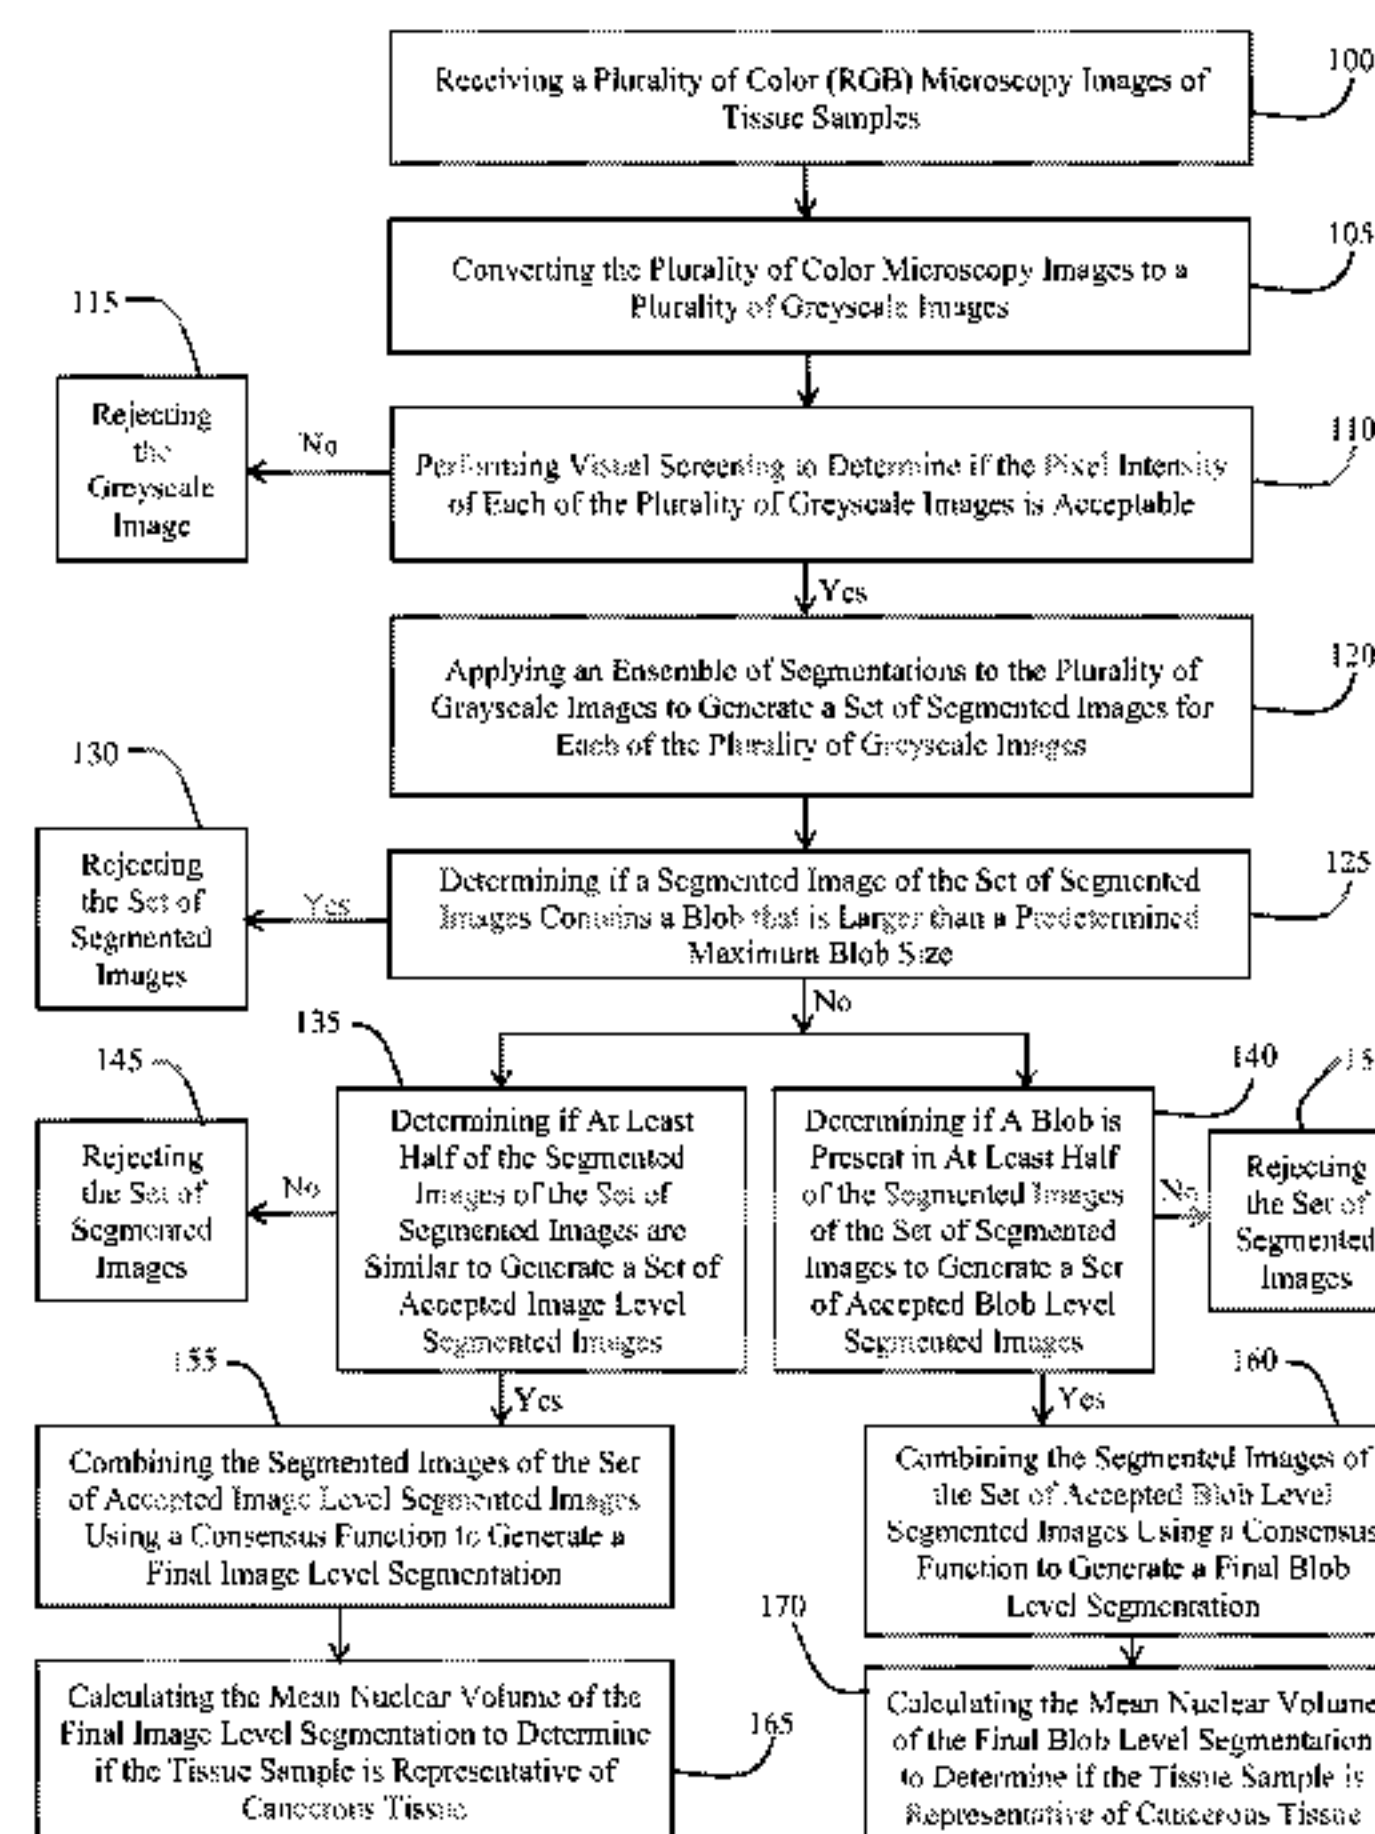 100
Receiving a Plurality of Color (RGB) Microscopy Images of
Tissue Samples
105
Converting the Plurality of Color Microscopy Images to a
Plurality of Greyscale Images
115
Rejecting
the
Greyscale
Image
No
110
Performing Visual Screening to Determine if the Pixel Intensity
of Each of the Plurality of Greyscale Images is Acceptable
Yes
120
Applying an Ensemble of Segmentations to the Plurality of
Grayscale Images to Generate a Set of Segmented Images for
Each of the Plurality of Greyscale Images
130
Rejecting
the Set of
Segmented
Images
Yes
125
Determining if a Segmented Image of the Set of Segmented
Images Contains a Blob that is Larger than a Predetermined
Maximum Blob Size
No
135
145
Rejecting
the Set of
Segmented
Images
No
Determining if At Least
Half of the Segmented
Images of the Set of
Segmented Images are
Similar to Generate a Set of
Accepted Image Level
Segmented Images
140
Determining if A Blob is
Present in At Least Half
of the Segmented Images
of the Set of Segmented
Images to Generate a Set
of Accepted Blob Level
Segmented Images
No
15
Rejecting
the Set of
Segmented
Images
155
Yes
Combining the Segmented Images of the Set
of Accepted Image Level Segmented Images
Using a Consensus Function to Generate a
Final Image Level Segmentation
160
Yes
Combining the Segmented Images of
the Set of Accepted Blob Level
Segmented Images Using a Consensus
Function to Generate a Final Blob
Level Segmentation
165
Calculating the Mean Nuclear Volume of the
Final Image Level Segmentation to Determine
if the Tissue Sample is Representative of
Cancerous Tissue
170
Calculating the Mean Nuclear Volume
of the Final Blob Level Segmentation
to Determine if the Tissue Sample is
Representative of Cancerous Tissue